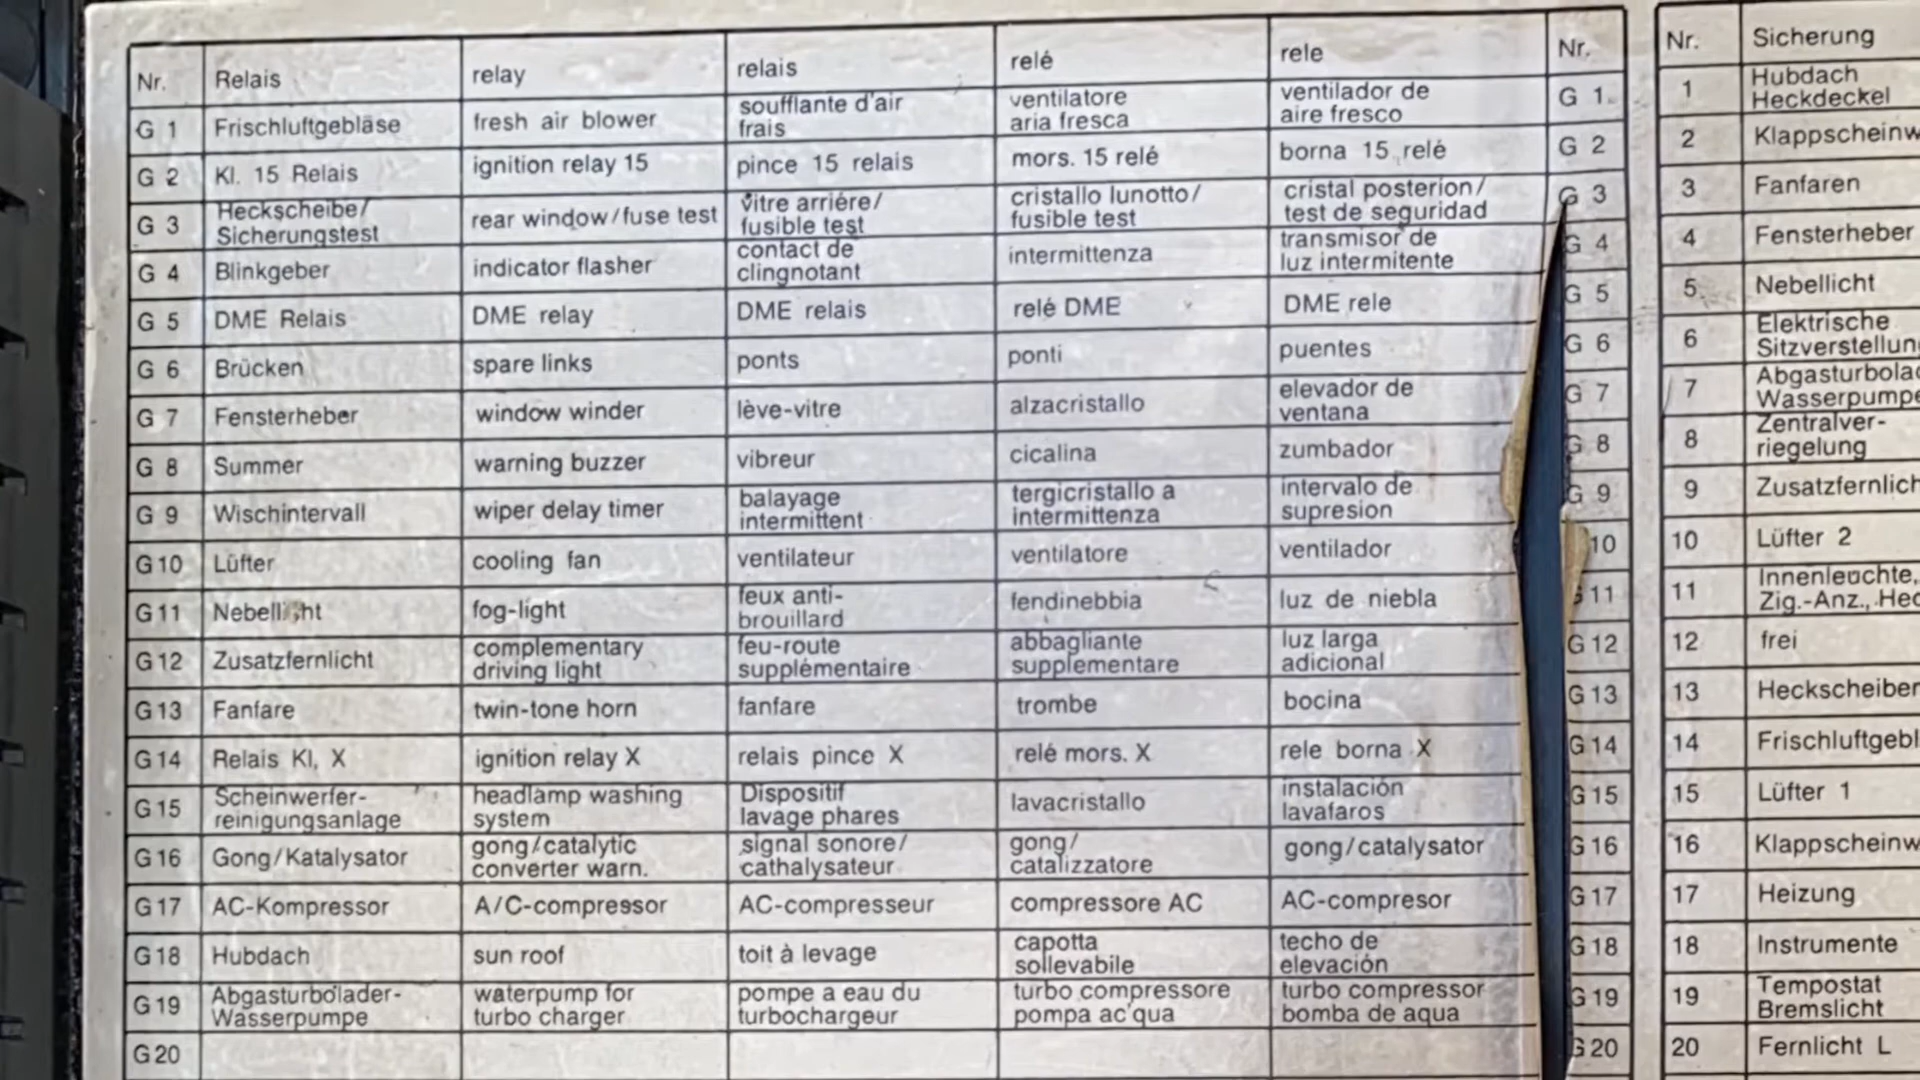 Nr. Relais relay relais relé rele Nr.
G 1 Frischluftgebläse fresh air blower soufflante d'air frais ventilatore aria fresca ventilador de aire fresco G 1
G 2 Kl. 15 Relais ignition relay 15 pince 15 relais mors. 15 relé borna 15 relé G 2
G 3 Heckscheibe/ Sicherungstest rear window/fuse test vitre arriére/ fusible test cristallo lunotto/ fusible test cristal posterion/ test de seguridad G 3
G 4 Blinkgeber indicator flasher contact de clingnotant intermittenza transmisor de luz intermitente G 4
G 5 DME Relais DME relay DME relais relé DME DME rele G 5
G 6 Brücken spare links ponts ponti puentes G 6
G 7 Fensterheber window winder lève-vitre alzacristallo elevador de ventana G 7
G 8 Summer warning buzzer vibreur cicalina zumbador G 8
G 9 Wischintervall wiper delay timer balayage intermittent tergicristallo a intermittenza intervalo de supresion G 9
G10 Lüfter cooling fan ventilateur ventilatore ventilador 10
G11 Nebellicht fog-light feux anti- brouillard fendinebbia luz de niebla G11
G12 Zusatzfernlicht complementary driving light feu-route supplémentaire abbagliante supplementare luz larga adicional G12
G13 Fanfare twin-tone horn fanfare trombe bocina G13
G14 Relais Kl, X ignition relay X relais pince X relé mors. X rele borna X G14
G15 Scheinwerfer- reinigungsanlage headlamp washing system Dispositif lavage phares lavacristallo instalación lavafaros G15
G16 Gong/Katalysator gong/catalytic converter warn. signal sonore/ cathalysateur gong/ catalizzatore gong/catalysator G16
G17 AC-Kompressor A/C-compressor AC-compresseur compressore AC AC-compresor G17
G18 Hubdach sun roof toit à levage capotta sollevabile techo de elevación G18
G19 Abgasturbolader- Wasserpumpe waterpump for turbo charger pompe a eau du turbochargeur turbo compressore pompa ac'qua turbo compressor bomba de aqua G19
G20 G20
Nr. Sicherung
1 Hubdach Heckdeckel
2 Klappscheinw
3 Fanfaren
4 Fensterheber
5 Nebellicht
6 Elektrische Sitzverstellun
7 Abgasturbola Wasserpumpe
8 Zentralver- riegelung
9 Zusatzfernlich
10 Lüfter 2
11 Innenleuchte, Zig.-Anz., Hec
12 frei
13 Heckscheiben
14 Frischluftgebl
15 Lüfter 1
16 Klappscheinw
17 Heizung
18 Instrumente
19 Tempostat Bremslicht
20 Fernlicht L